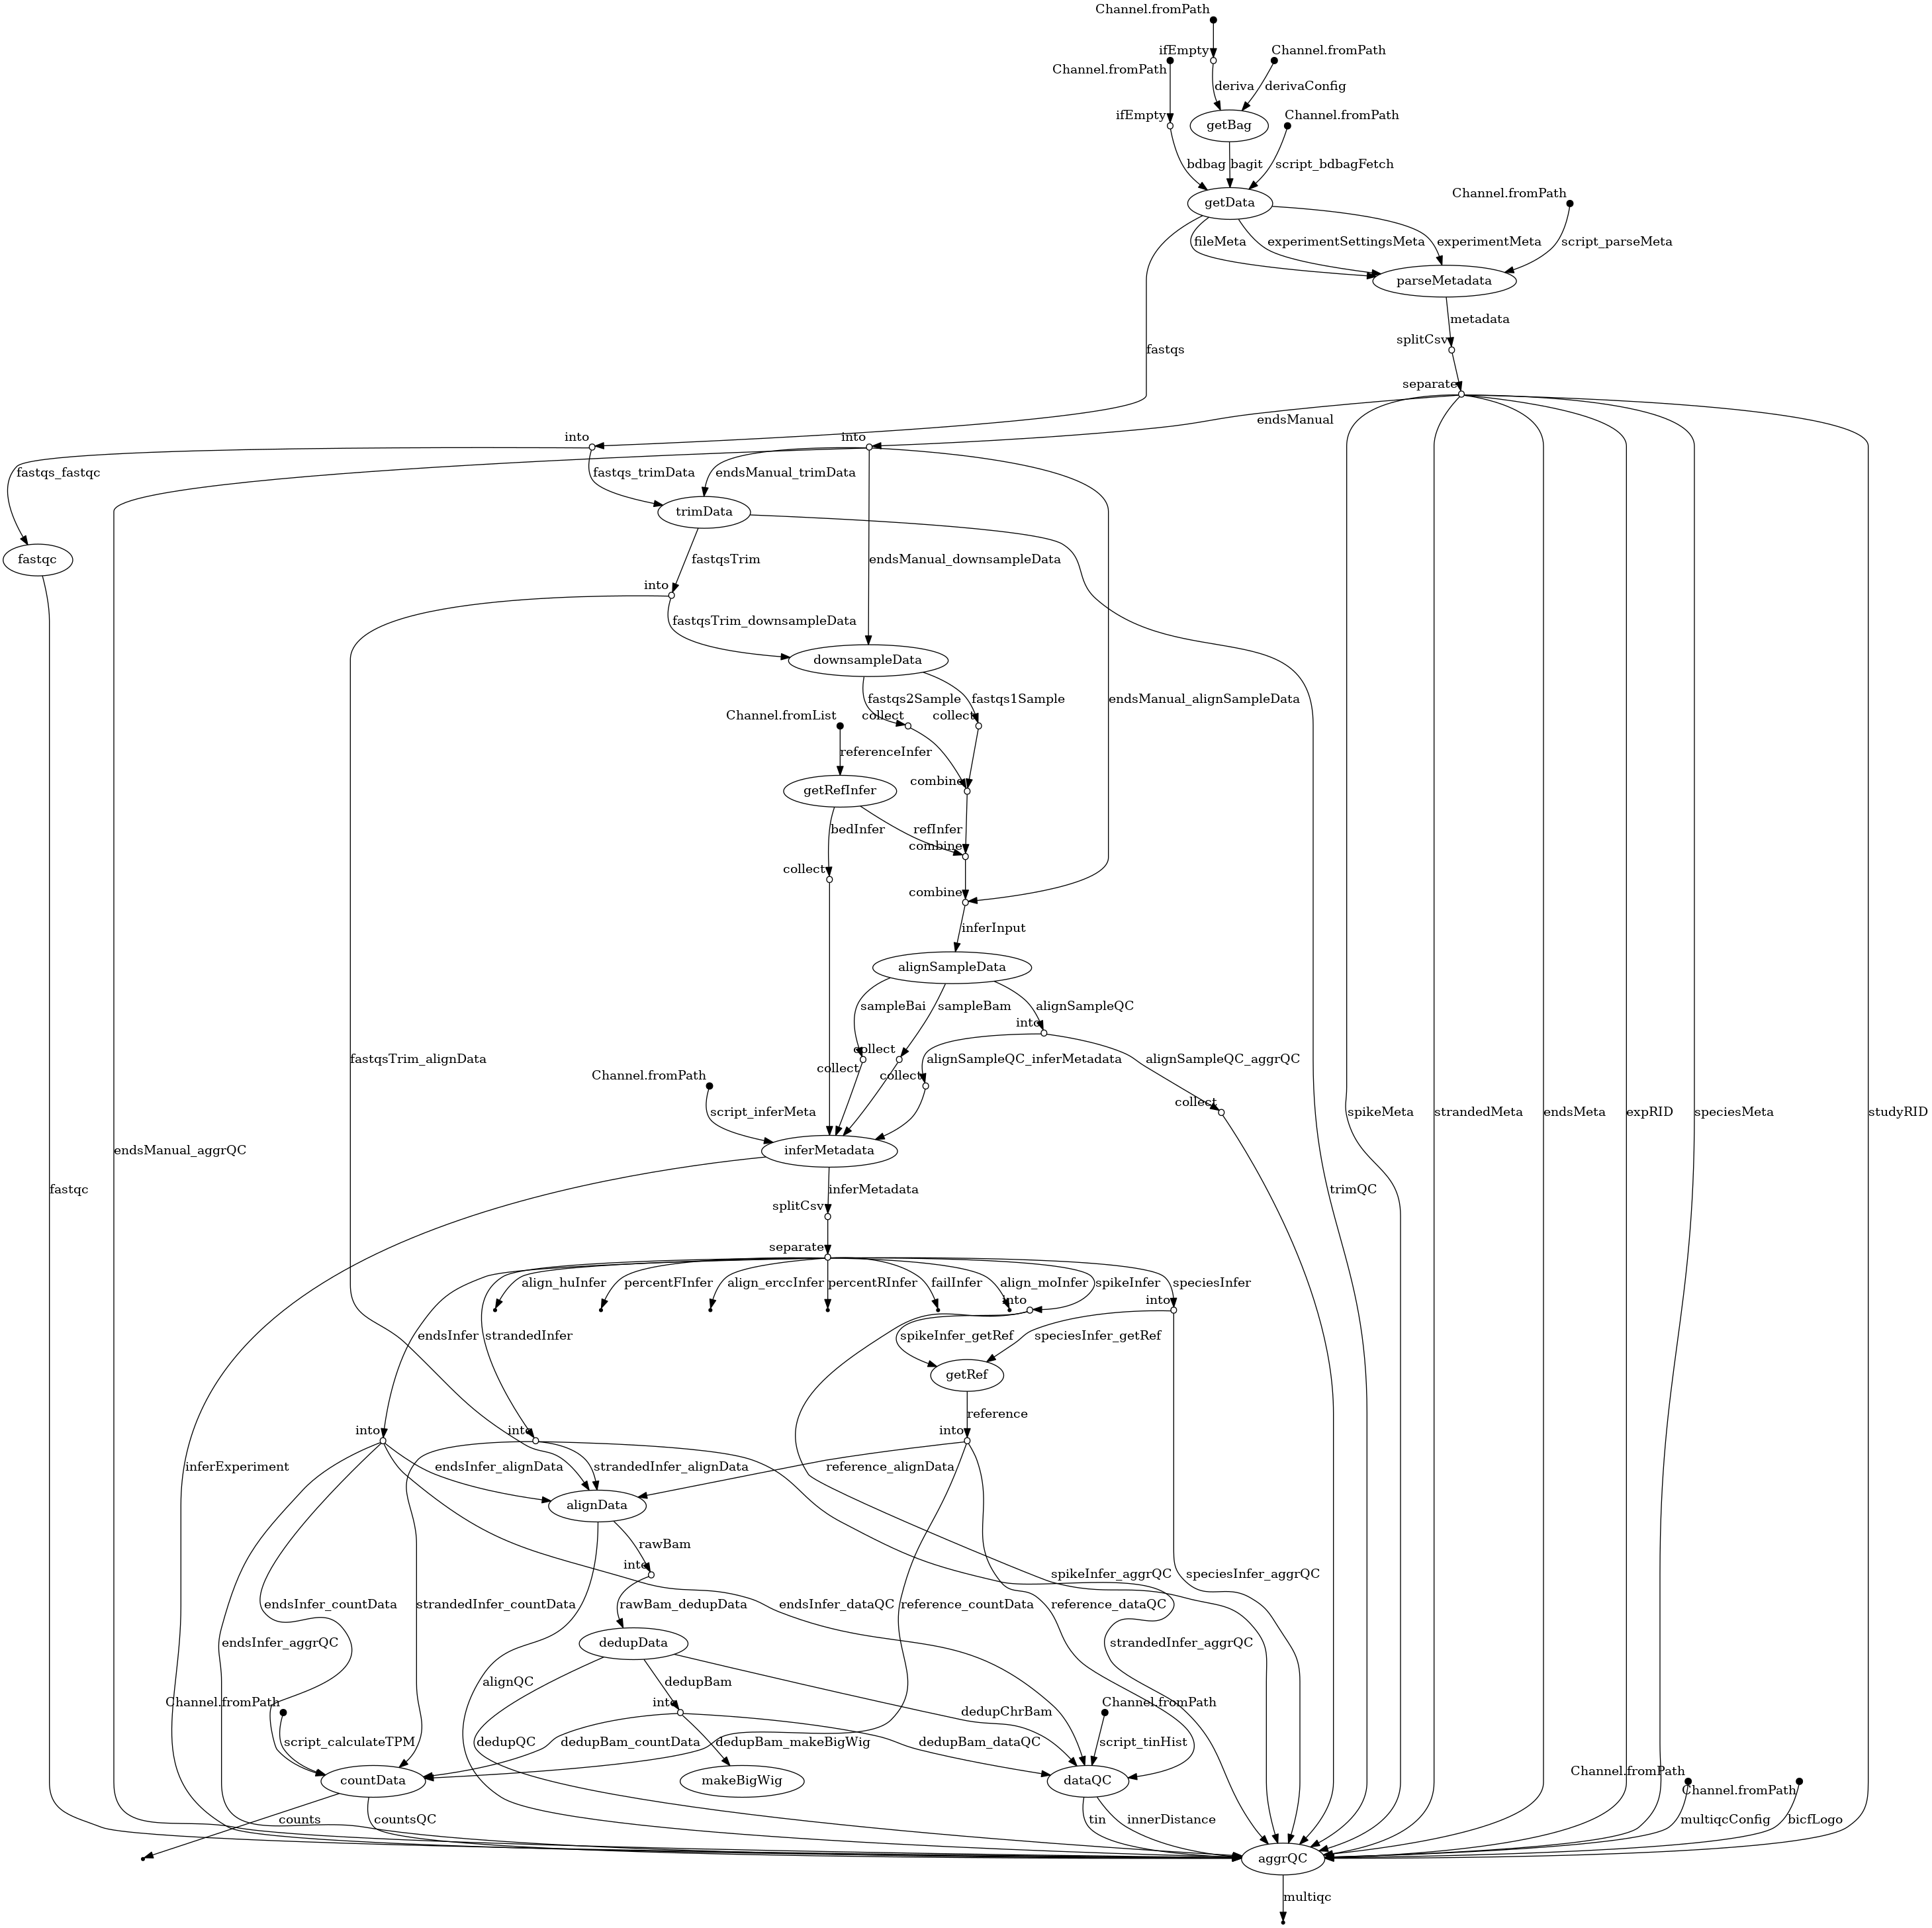 Channel.fromPath
ifEmpty
Channel.fromPath
Channel.fromPath
deriva
derivaConfig
ifEmpty
getBag
Channel.fromPath
bdbag
bagit
script_bdbagFetch
getData
Channel.fromPath
fileMeta
experimentSettingsMeta
experimentMeta
script_parseMeta
parseMetadata
metadata
splitCsv
fastqs
separate
endsManual
into
into
fastqs_fastqc
fastqs_trimData
endsManual_trimData
trimData
fastqc
fastqsTrim
endsManual_downsampleData
into
fastqsTrim_downsampleData
downsampleData
fastqs2Sample
fastqs1Sample
endsManual_alignSampleData
Channel.fromList
collect
collect
referenceInfer
combine
getRefInfer
bedInfer
refInfer
combine
collect
combine
inferInput
alignSampleData
sampleBai
sampleBam
alignSampleQC
into
fastqsTrim_alignData
collect
alignSampleQC_inferMetadata
alignSampleQC_aggrQC
collect
collect
Channel.fromPath
collect
script_inferMeta
spikeMeta
strandedMeta
endsMeta
expRID
speciesMeta
studyRID
endsManual_aggrQC
inferMetadata
fastqc
inferMetadata
trimQC
splitCsv
separate
align_huInfer
percentFInfer
align_erccInfer
percentRInfer
failInfer
align_moInfer
spikeInfer
speciesInfer
into
into
endsInfer
strandedInfer
spikeInfer_getRef
speciesInfer_getRef
getRef
reference
into
into
into
inferExperiment
endsInfer_alignData
strandedInfer_alignData
reference_alignData
alignData
rawBam
into
spikeInfer_aggrQC
speciesInfer_aggrQC
endsInfer_countData
strandedInfer_countData
rawBam_dedupData
endsInfer_dataQC
reference_countData
reference_dataQC
endsInfer_aggrQC
dedupData
strandedInfer_aggrQC
alignQC
dedupBam
Channel.fromPath
into
dedupChrBam
Channel.fromPath
script_calculateTPM
dedupQC
dedupBam_countData
dedupBam_makeBigWig
dedupBam_dataQC
script_tinHist
Channel.fromPath
countData
makeBigWig
dataQC
Channel.fromPath
counts
countsQC
tin
innerDistance
multiqcConfig
bicfLogo
aggrQC
multiqc